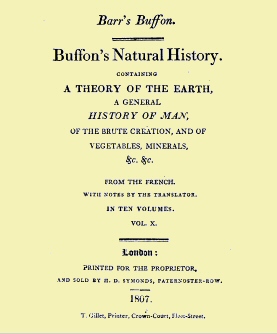 Barr's Buffon.
Buffon's Natural History.
CONTAINING
A THEORY OF THE EARTH,
A GENERAL
HISTORY OF MAN,
OF THE BRUTE CREATION, AND OF
VEGETABLES, MINERALS,
&c. &c.
FROM THE FRENCH.
WITH NOTES BY THE TRANSLATOR.
IN TEN VOLUMES.
VOL. X.
London:
PRINTED FOR THE PROPRIETOR,
AND SOLD BY H. D. SYMONDS, PATERNOSTER-ROW.
1807.
T. Gillet, Printer, Crown-Court, Fleet-Street.